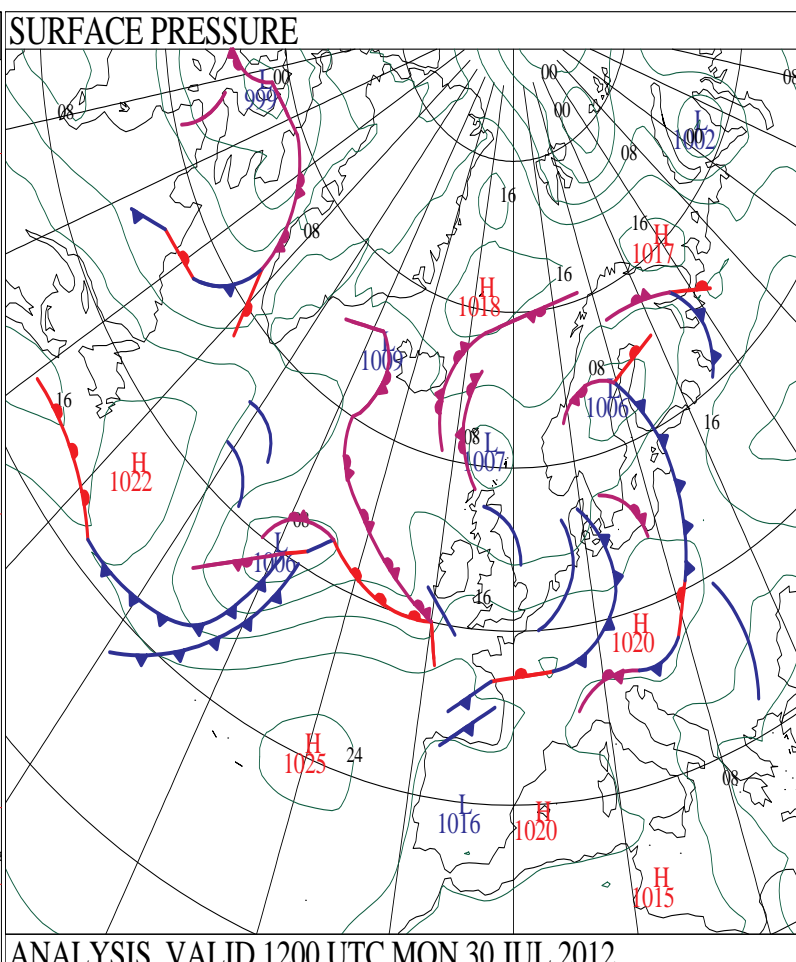 SURFACE PRESSURE
L 00
999
08
00
08
00
L
00
1002
08
16
16
H
1017
08
16
H
1018
L
1009
08
L
1006
16
16
08
L
1007
H
1022
08
L
1006
16
H
1020
H
1025
24
08
L
1016
H
1020
H
1015
ANALYSIS VALID 1200 UTC MON 30 JUL 2012